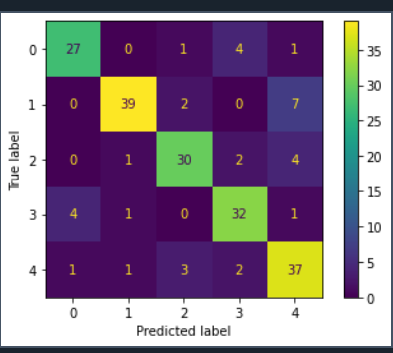 0 27 0 1 4 1
1 0 39 2 0 7
2 0 1 30 2 4
3 4 1 0 32 1
4 1 1 3 2 37
0 1 2 3 4
True label
Predicted label
35
30
25
20
15
10
5
0